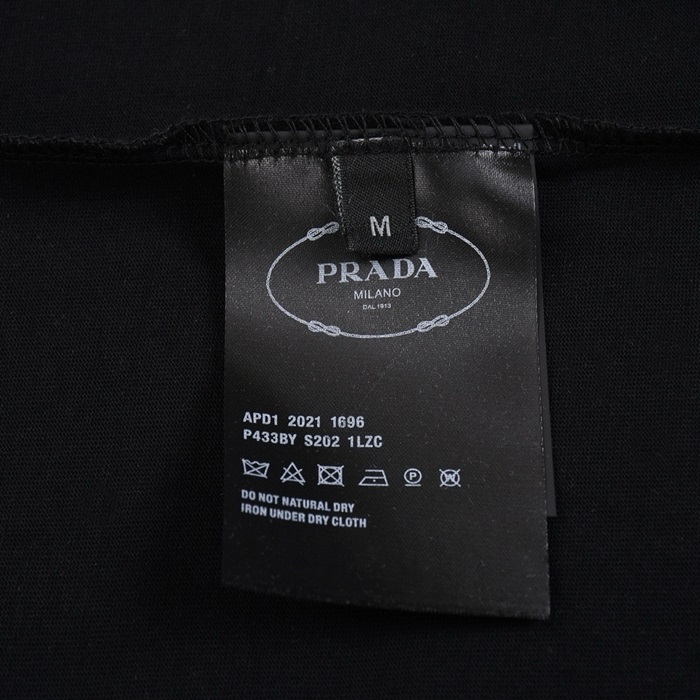 M
PRADA
MILANO
DAL 1913
APD1 2021 1696
P433BY S202 1LZC
P W
DO NOT NATURAL DRY
IRON UNDER DRY CLOTH